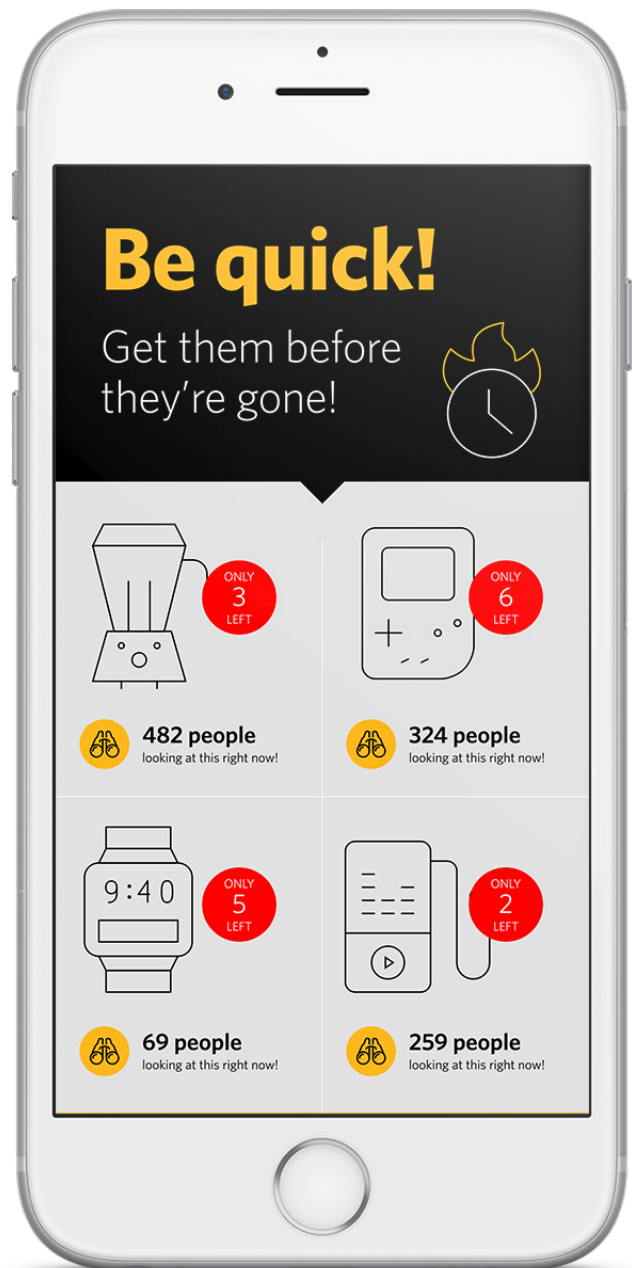 Be quick!
Get them before
they're gone!
ONLY
3
LEFT
482 people
looking at this right now!
ONLY
6
LEFT
324 people
looking at this right now!
9:40
ONLY
5
LEFT
69 people
looking at this right now!
ONLY
2
LEFT
259 people
looking at this right now!